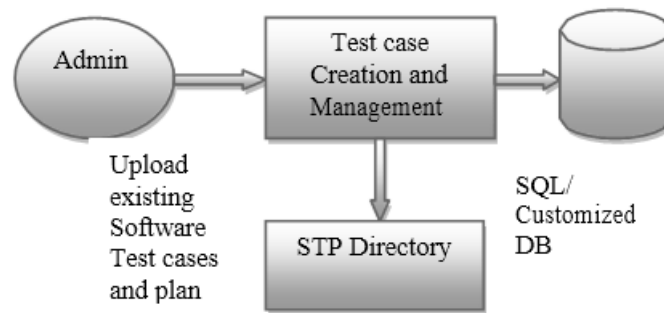 Admin
Test case
Creation and
Management
Upload
existing
Software
Test cases
and plan
STP Directory
SQL/
Customized
DB